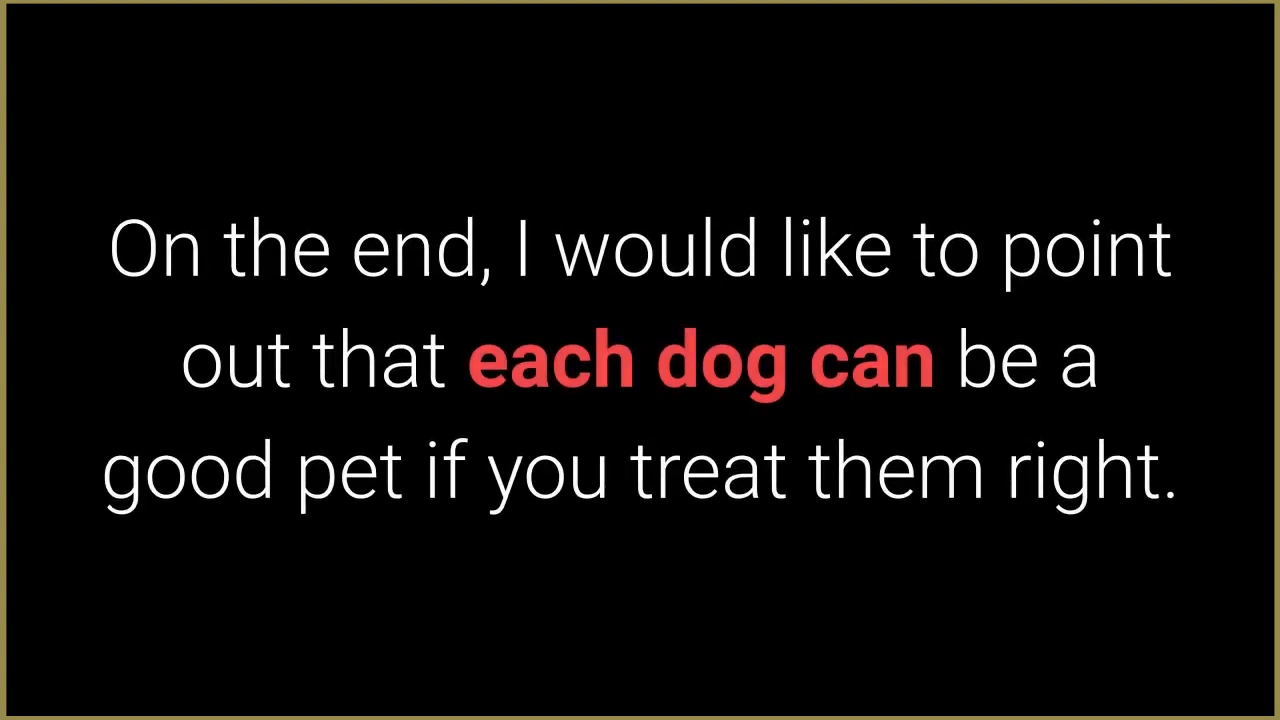 On the end, I would like to point
out that each dog can be a
good pet if you treat them right.